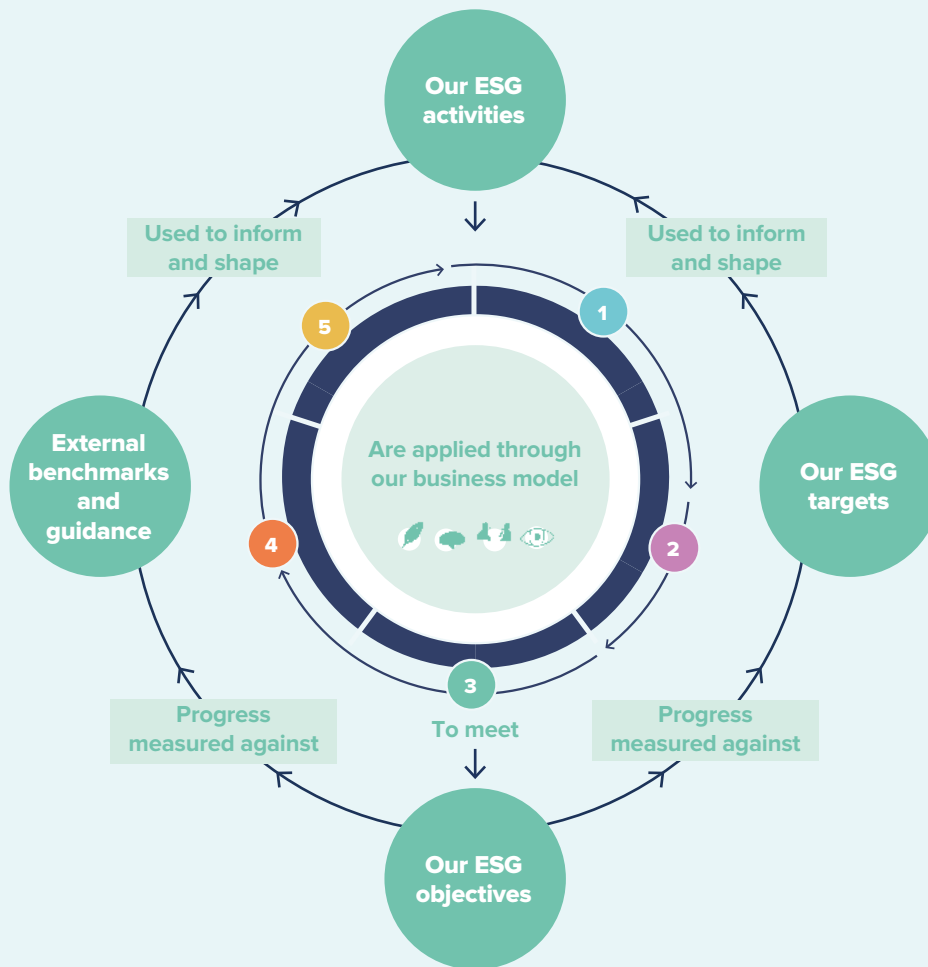 Our ESG
activities
Used to inform
and shape
Used to inform
and shape
5
1
External
benchmarks
and
guidance
Are applied through
our business model
Our ESG
targets
4
2
3
Progress
measured against
To meet
Progress
measured against
Our ESG
objectives